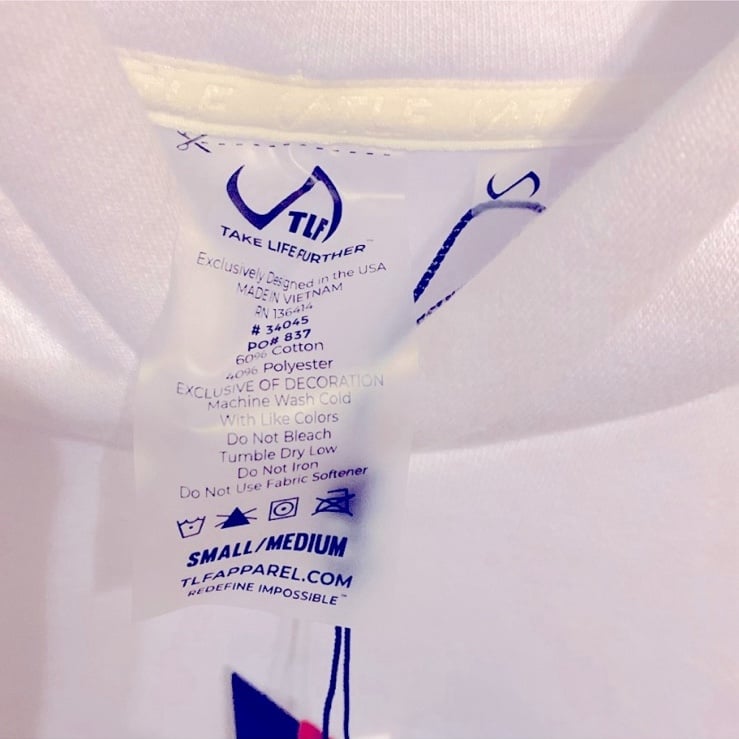 TLF
TAKE LIFE FURTHER™
Exclusively Designed in the USA
MADE IN VIETNAM
RN 136414
# 34045
PO# 837
60% Cotton
40% Polyester
EXCLUSIVE OF DECORATION
Machine Wash Cold
With Like Colors
Do Not Bleach
Tumble Dry Low
Do Not Iron
Do Not Use Fabric Softener
SMALL/MEDIUM
TLFAPPAREL.COM
REDEFINE IMPOSSIBLE™